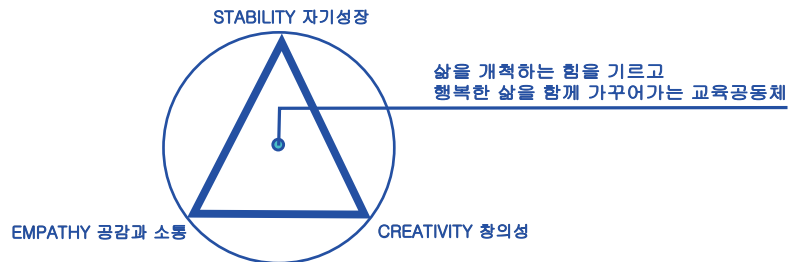 STABILITY 자기성장
삶을 개척하는 힘을 기르고
행복한 삶을 함께 가꾸어가는 교육공동체
EMPATHY 공감과 소통
CREATIVITY 창의성